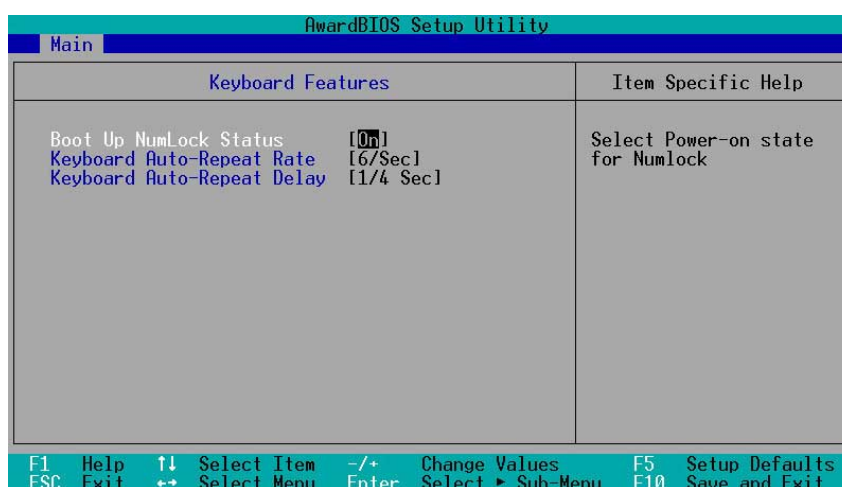 AwardBIOS Setup Utility
Main
Keyboard Features
Item Specific Help
Boot Up NumLock Status [On]
Keyboard Auto-Repeat Rate [6/Sec]
Keyboard Auto-Repeat Delay [1/4 Sec]
Select Power-on state
for Numlock
F1 Help ↑↓ Select Item -/+ Change Values F5 Setup Defaults
ESC Exit ←→ Select Menu Enter Select ► Sub-Menu F10 Save and Exit